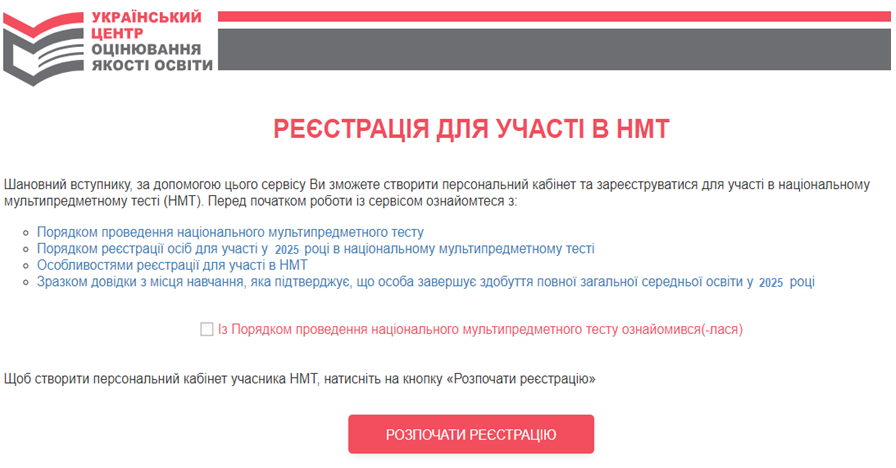 УКРАЇНСЬКИЙ
ЦЕНТР
ОЦІНЮВАННЯ
ЯКОСТІ ОСВІТИ
РЕЄСТРАЦІЯ ДЛЯ УЧАСТІ В НМТ
Шановний вступнику, за допомогою цього сервісу Ви зможете створити персональний кабінет та зареєструватися для участі в національному
мультипредметному тесті (НМТ). Перед початком роботи із сервісом ознайомтеся з:
Порядком проведення національного мультипредметного тесту
Порядком реєстрації осіб для участі у 2025 році в національному мультипредметному тесті
Особливостями реєстрації для участі в НМТ
Зразком довідки з місця навчання, яка підтверджує, що особа завершує здобуття повної загальної середньої освіти у 2025 році
Із Порядком проведення національного мультипредметного тесту ознайомився(-лася)
Щоб створити персональний кабінет учасника НМТ, натисніть на кнопку «Розпочати реєстрацію»
РОЗПОЧАТИ РЕЄСТРАЦІЮ